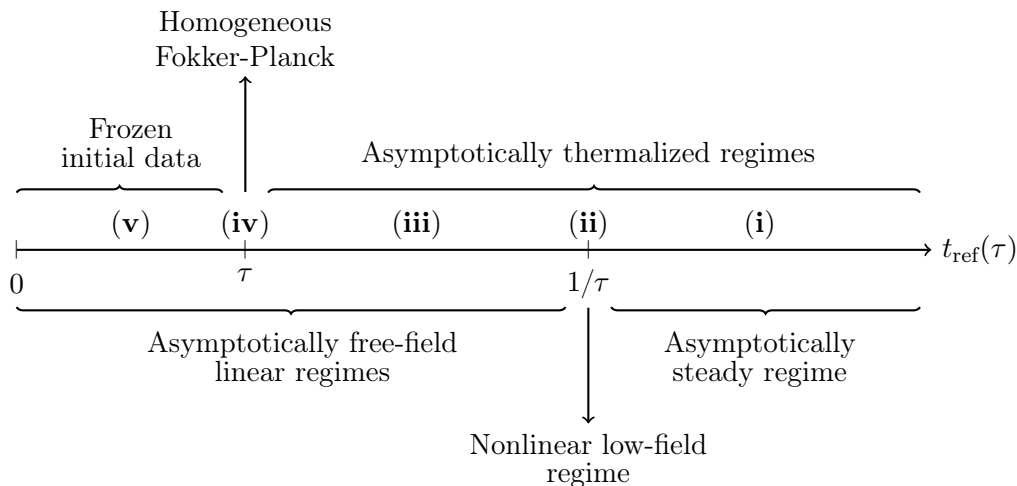 Homogeneous
Fokker-Planck
Frozen
initial data
Asymptotically thermalized regimes
(v) (iv) (iii) (ii) (i)
t_ref(τ)
0 τ 1/τ
Asymptotically free-field
linear regimes
Asymptotically
steady regime
Nonlinear low-field
regime